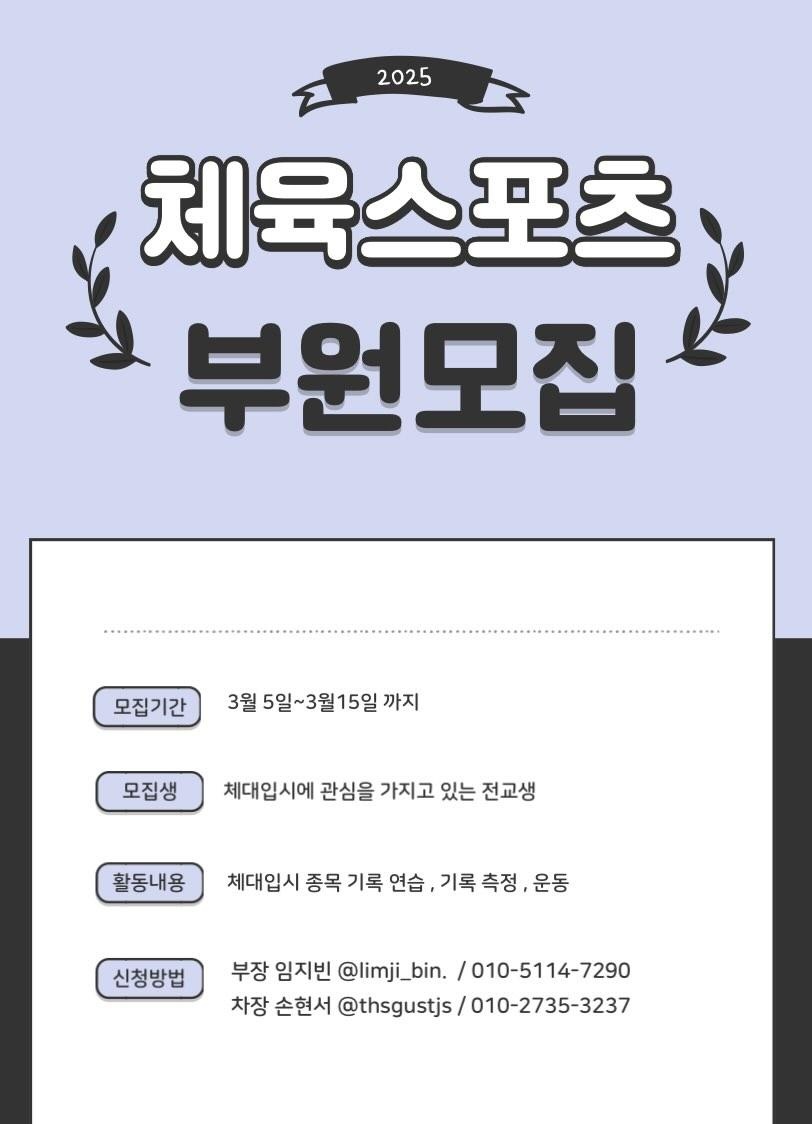 2025
체육스포츠
부원모집
모집기간 3월 5일~3월15일 까지
모집생 체대입시에 관심을 가지고 있는 전교생
활동내용 체대입시 종목 기록 연습 , 기록 측정 , 운동
신청방법 부장 임지빈 @limji_bin. / 010-5114-7290
차장 손현서 @thsgustjs / 010-2735-3237